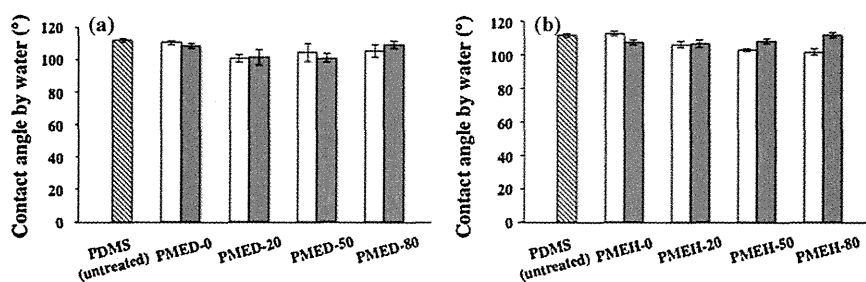 (a)
Contact angle by water (°)
120
100
80
60
40
20
0
PDMS
(untreated)
PMED-0
PMED-20
PMED-50
PMED-80
(b)
Contact angle by water (°)
120
100
80
60
40
20
0
PDMS
(untreated)
PMEH-0
PMEH-20
PMEH-50
PMEH-80